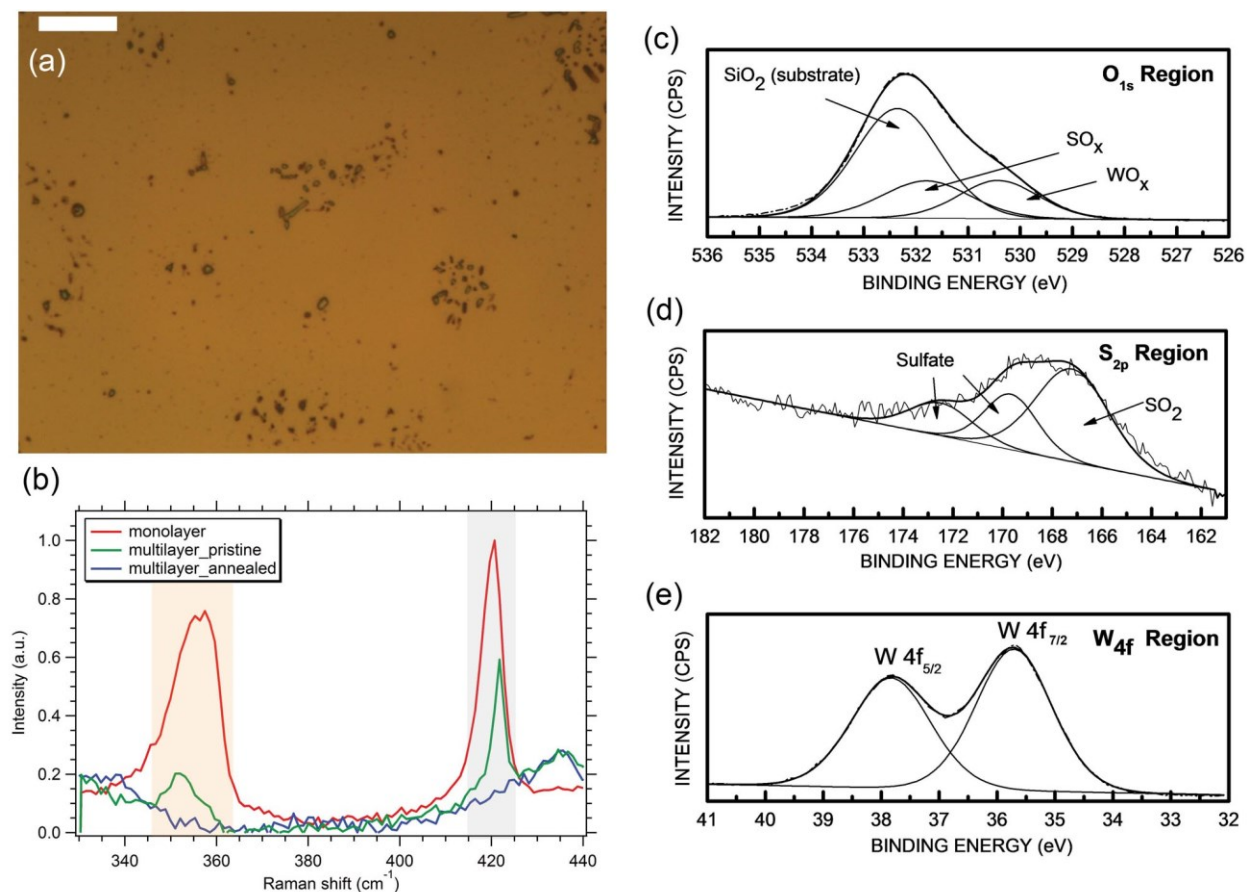 (a)
(b)
monolayer
multilayer_pristine
multilayer_annealed
Intensity (a.u.)
1.0
0.8
0.6
0.4
0.2
0.0
340 360 380 400 420 440
Raman shift (cm⁻¹)
(c)
O1s Region
SiO2 (substrate)
SOX
WOX
INTENSITY (CPS)
536 535 534 533 532 531 530 529 528 527 526
BINDING ENERGY (eV)
(d)
S2p Region
Sulfate
SO2
INTENSITY (CPS)
182 180 178 176 174 172 170 168 166 164 162
BINDING ENERGY (eV)
(e)
W4f Region
W 4f7/2
W 4f5/2
INTENSITY (CPS)
41 40 39 38 37 36 35 34 33 32
BINDING ENERGY (eV)